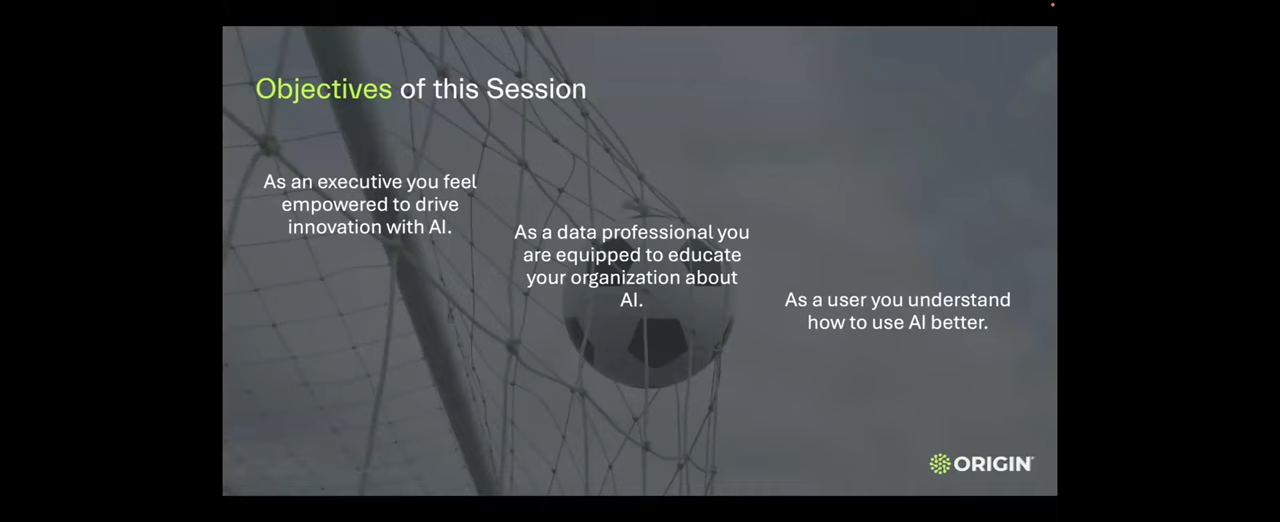 Objectives of this Session
As an executive you feel
empowered to drive
innovation with AI.
As a data professional you
are equipped to educate
your organization about
AI.
As a user you understand
how to use AI better.
ORIGIN